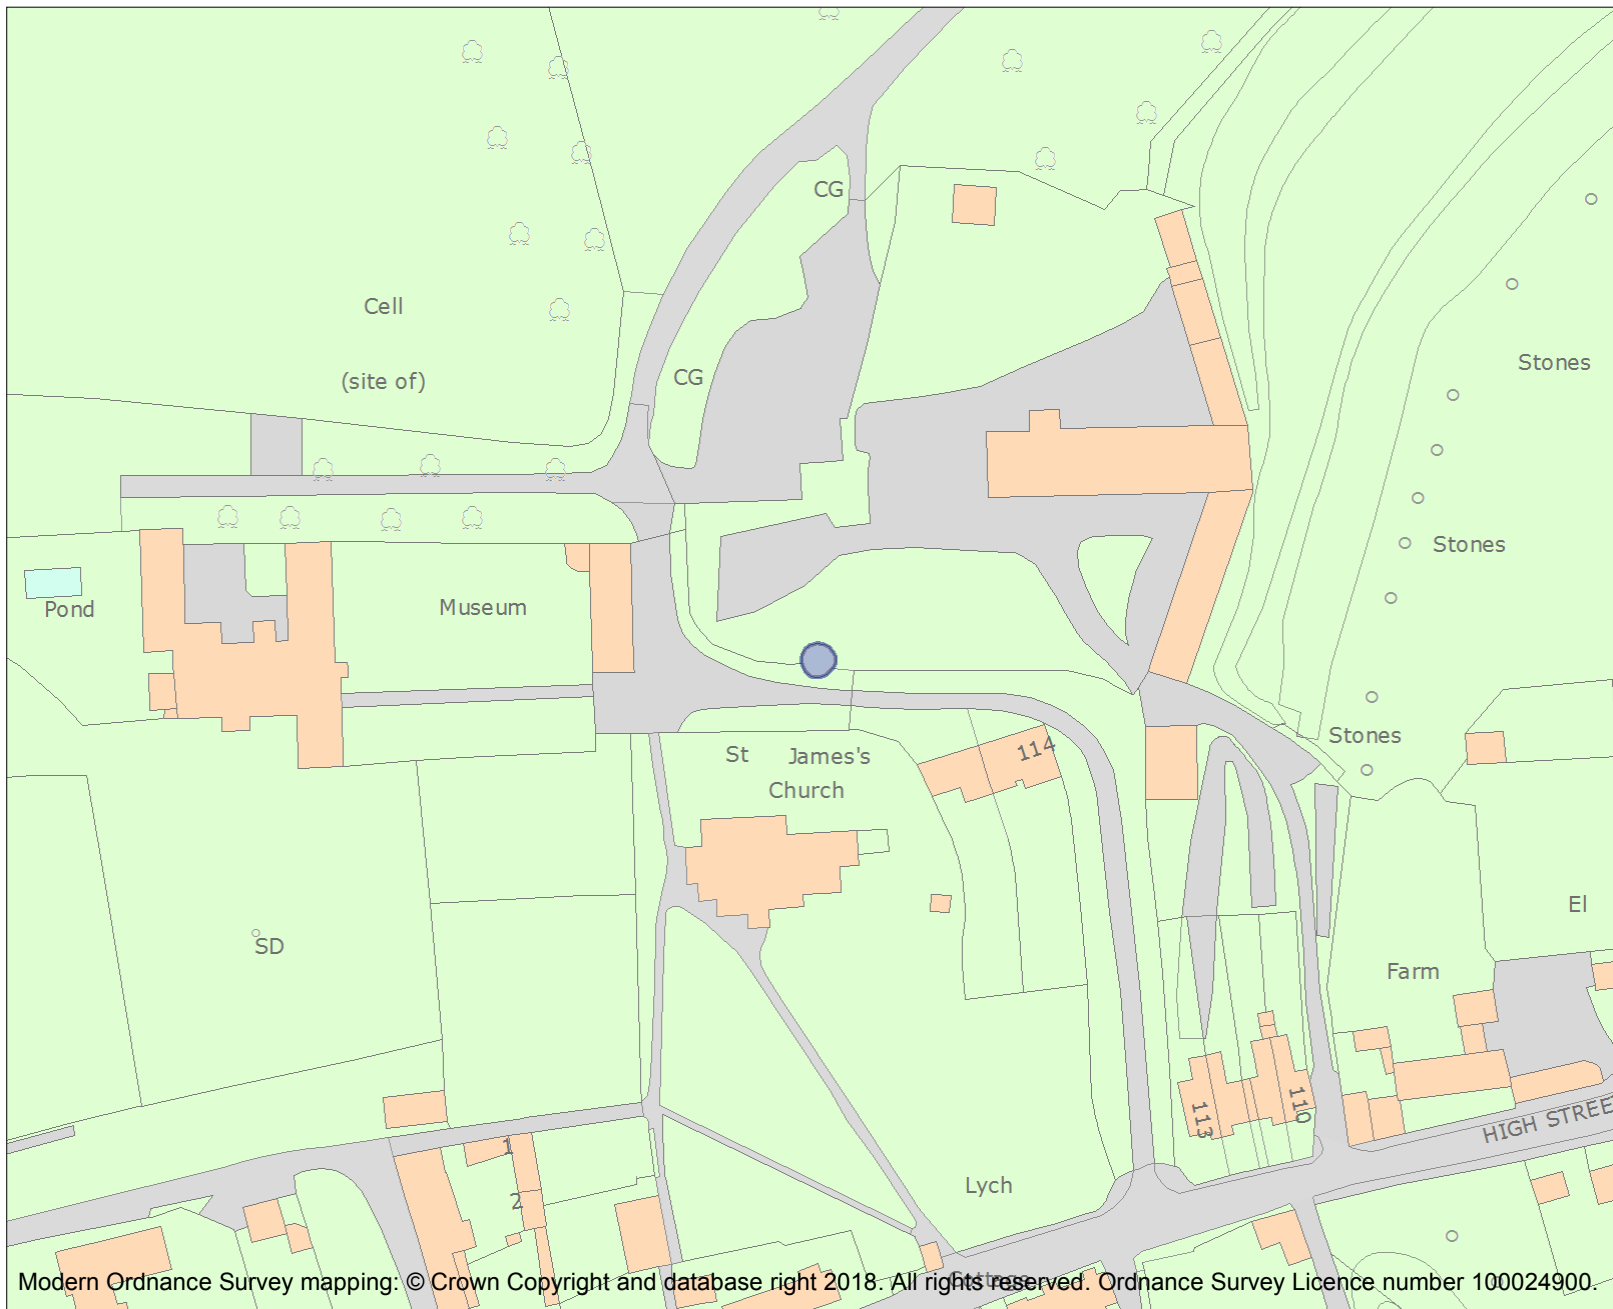 CG
Cell
CG
Stones
(site of)
Stones
Pond
Museum
Stones
114
St James's
Church
El
SD
Farm
113
110
HIGH STREE
1
2
Lych
Cottage
Modern Ordnance Survey mapping: © Crown Copyright and database right 2018. All rights reserved. Ordnance Survey Licence number 100024900.